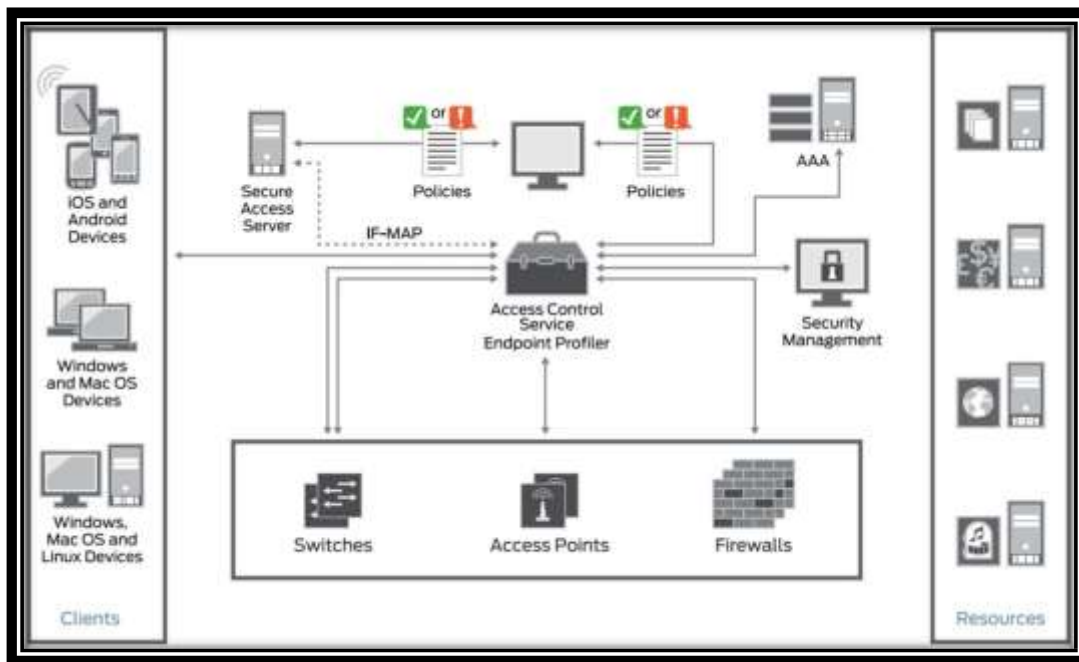 iOS and
Android
Devices
Windows
and Mac OS
Devices
Windows,
Mac OS and
Linux Devices
Clients
Secure
Access
Server
or
Policies
or
Policies
AAA
IF-MAP
Access Control
Service
Endpoint Profiler
Security
Management
Switches
Access Points
Firewalls
£ $ ¥
€
Resources